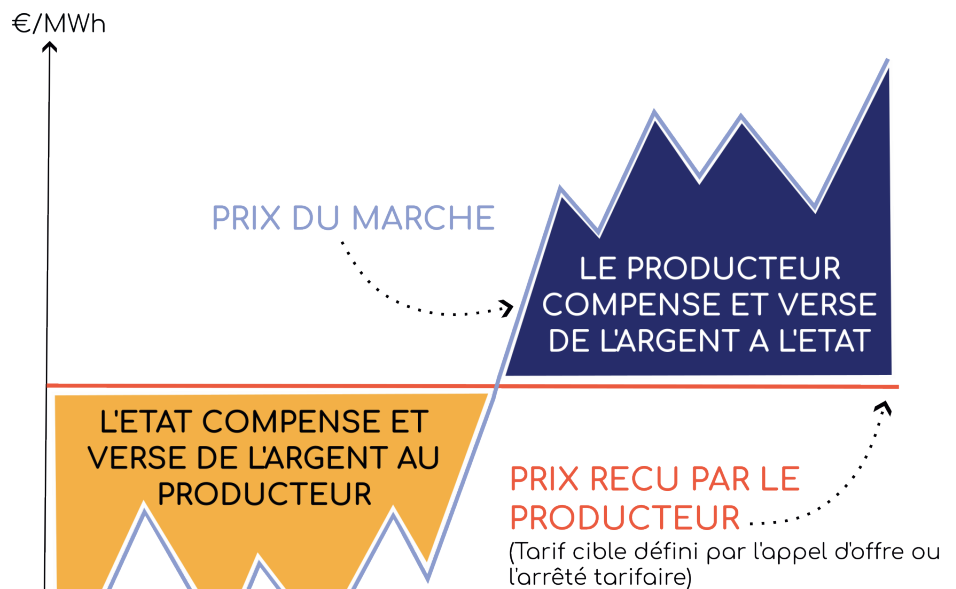 €/MWh
PRIX DU MARCHE
LE PRODUCTEUR
COMPENSE ET VERSE
DE L'ARGENT A L'ETAT
L'ETAT COMPENSE ET
VERSE DE L'ARGENT AU
PRODUCTEUR
PRIX RECU PAR LE
PRODUCTEUR
(Tarif cible défini par l'appel d'offre ou
l'arrêté tarifaire)